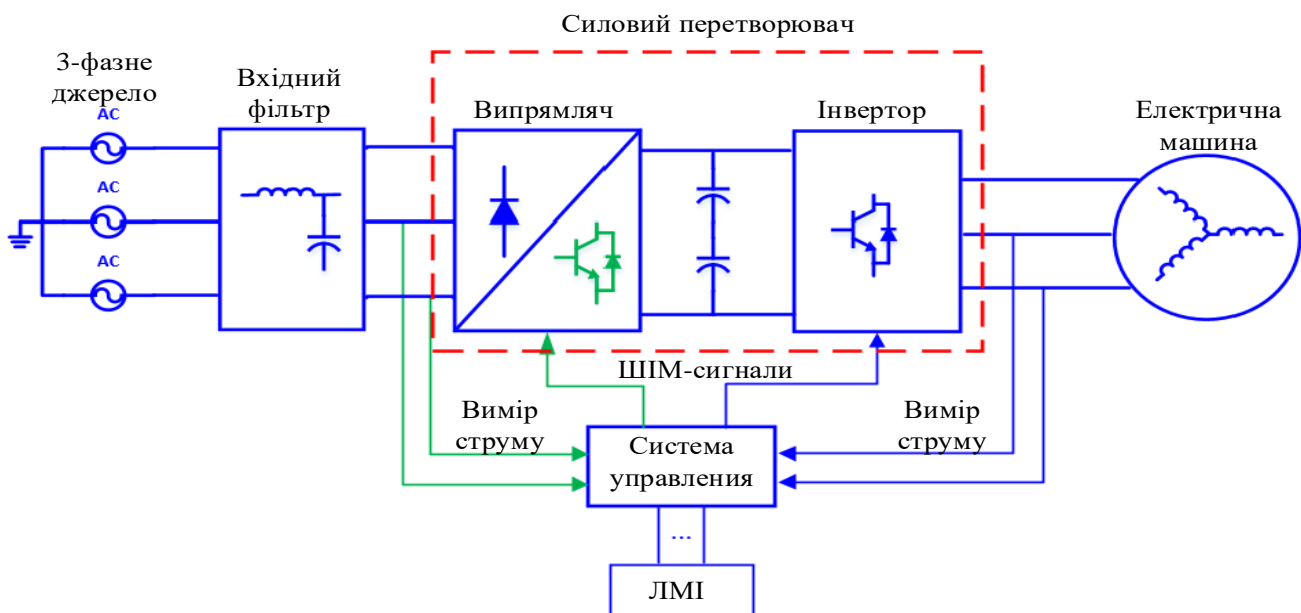 Силовий перетворювач
3-фазне
джерело
Вхідний
фільтр
Випрямляч
Інвертор
Електрична
машина
AC
AC
AC
ШІМ-сигнали
Вимір
струму
Система
управления
Вимір
струму
...
ЛМІ